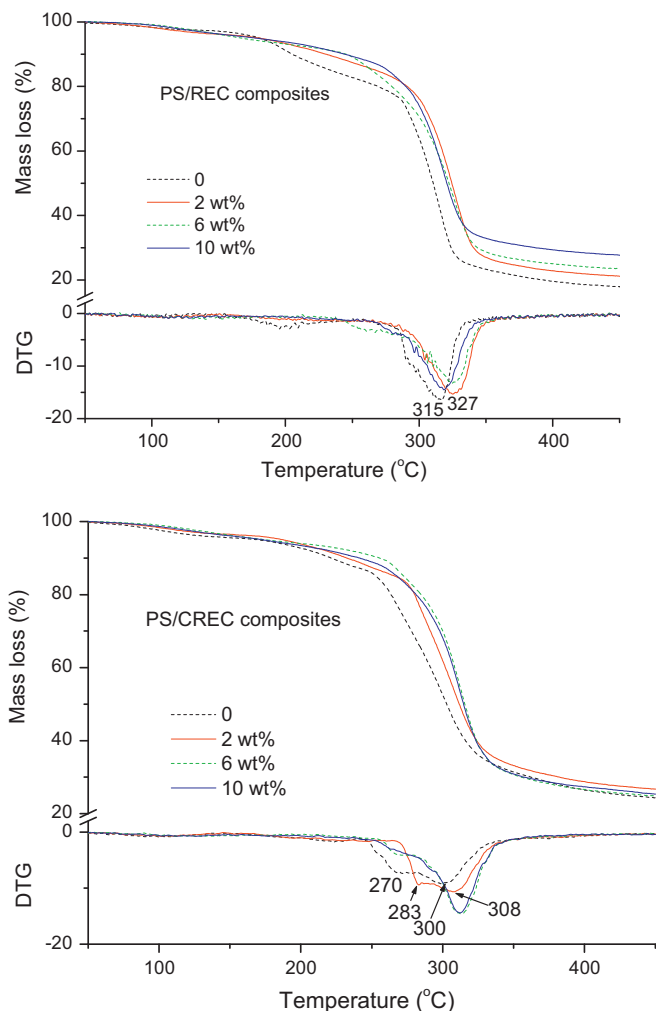 100
80
60
40
20
0
-10
-20
Mass loss (%)
DTG
PS/REC composites
0
2 wt%
6 wt%
10 wt%
315
327
100
200
300
400
Temperature (°C)
100
80
60
40
20
0
-20
Mass loss (%)
DTG
PS/CREC composites
0
2 wt%
6 wt%
10 wt%
270
283
300
308
100
200
300
400
Temperature (°C)